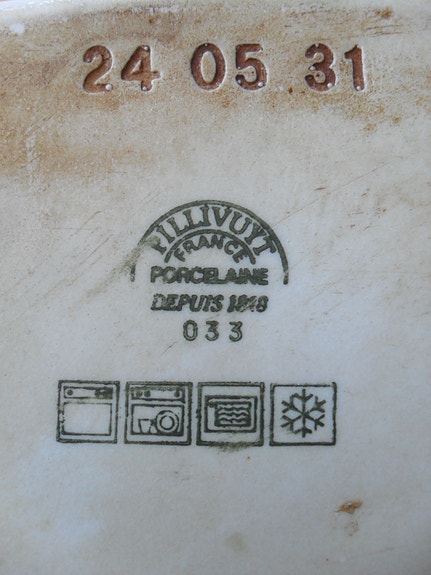 24 05 31
PILLIVUYT
FRANCE
PORCELAINE
DEPUIS 1818
033